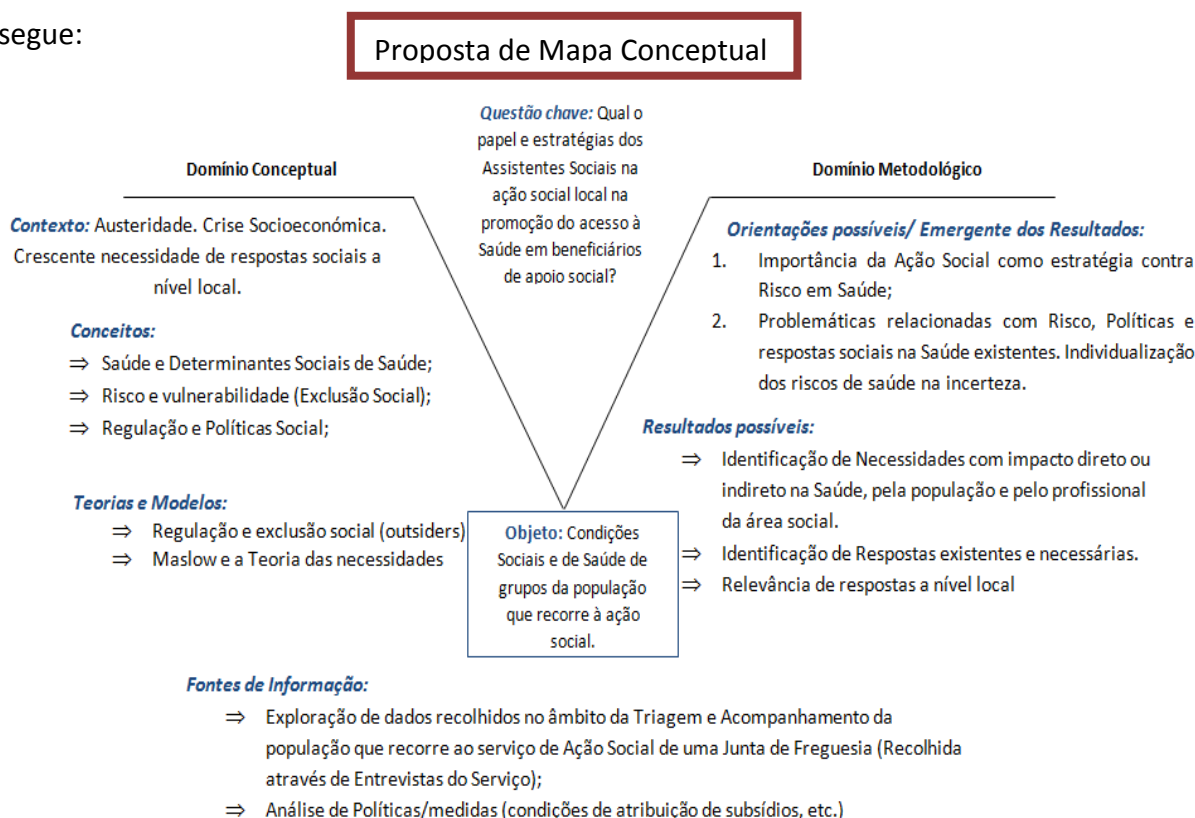 segue:
Proposta de Mapa Conceptual
Questão chave: Qual o
papel e estratégias dos
Assistentes Sociais na
ação social local na
promoção do acesso à
Saúde em beneficiários
de apoio social?
Domínio Conceptual
Contexto: Austeridade. Crise Socioeconómica.
Crescente necessidade de respostas sociais a
nível local.
Conceitos:
⇒ Saúde e Determinantes Sociais de Saúde;
⇒ Risco e vulnerabilidade (Exclusão Social);
⇒ Regulação e Políticas Social;
Teorias e Modelos:
⇒ Regulação e exclusão social (outsiders)
⇒ Maslow e a Teoria das necessidades
Domínio Metodológico
Orientações possíveis/ Emergente dos Resultados:
1. Importância da Ação Social como estratégia contra
Risco em Saúde;
2. Problemáticas relacionadas com Risco, Políticas e
respostas sociais na Saúde existentes. Individualização
dos riscos de saúde na incerteza.
Resultados possíveis:
⇒ Identificação de Necessidades com impacto direto ou
indireto na Saúde, pela população e pelo profissional
da área social.
⇒ Identificação de Respostas existentes e necessárias.
⇒ Relevância de respostas a nível local
Objeto: Condições
Sociais e de Saúde de
grupos da população
que recorre à ação
social.
Fontes de Informação:
⇒ Exploração de dados recolhidos no âmbito da Triagem e Acompanhamento da
população que recorre ao serviço de Ação Social de uma Junta de Freguesia (Recolhida
através de Entrevistas do Serviço);
⇒ Análise de Políticas/medidas (condições de atribuição de subsídios, etc.)